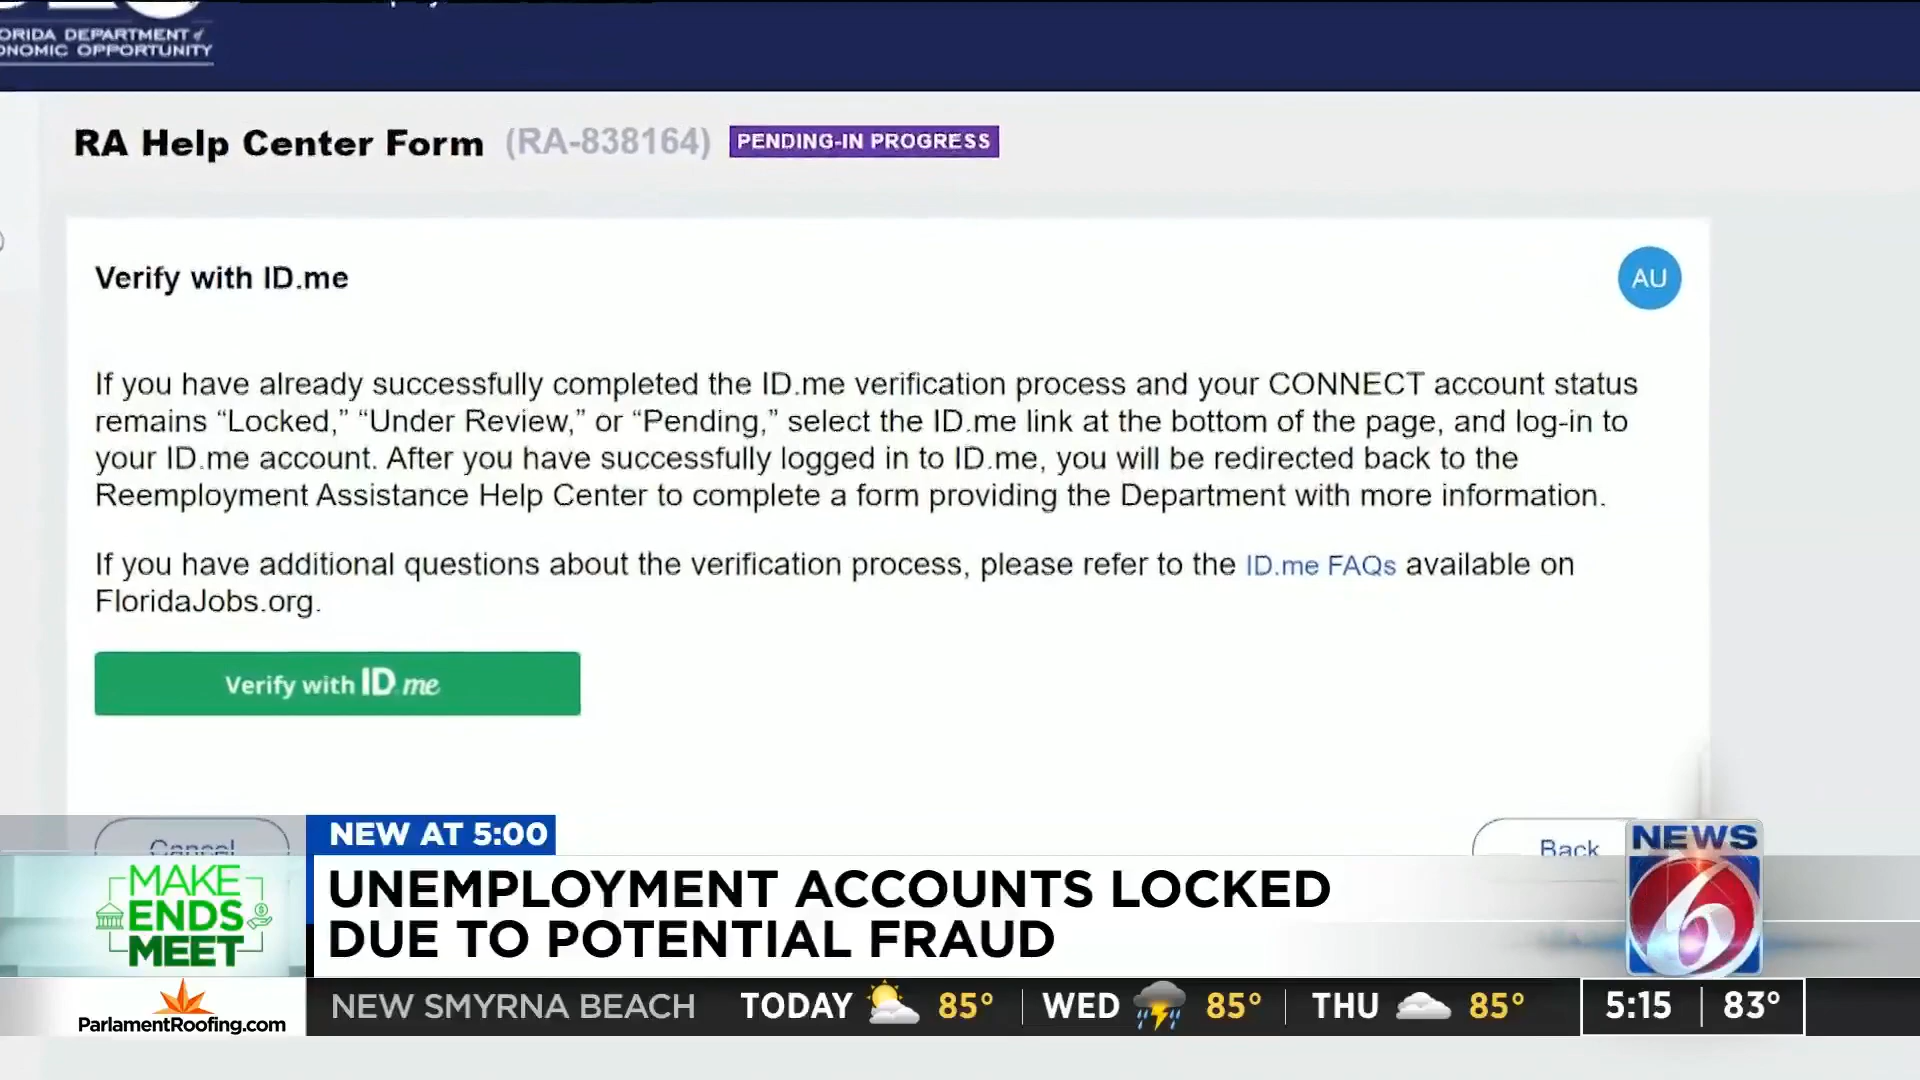 FLORIDA DEPARTMENT of
ECONOMIC OPPORTUNITY
RA Help Center Form (RA-838164) PENDING-IN PROGRESS
Verify with ID.me
AU
If you have already successfully completed the ID.me verification process and your CONNECT account status
remains “Locked,” “Under Review,” or “Pending,” select the ID.me link at the bottom of the page, and log-in to
your ID.me account. After you have successfully logged in to ID.me, you will be redirected back to the
Reemployment Assistance Help Center to complete a form providing the Department with more information.
If you have additional questions about the verification process, please refer to the ID.me FAQs available on
FloridaJobs.org.
Verify with ID.me
Cancel
Back
NEW AT 5:00
MAKE
ENDS
MEET
UNEMPLOYMENT ACCOUNTS LOCKED
DUE TO POTENTIAL FRAUD
NEWS
6
ParlamentRoofing.com
NEW SMYRNA BEACH TODAY 85° WED 85° THU 85° 5:15 83°